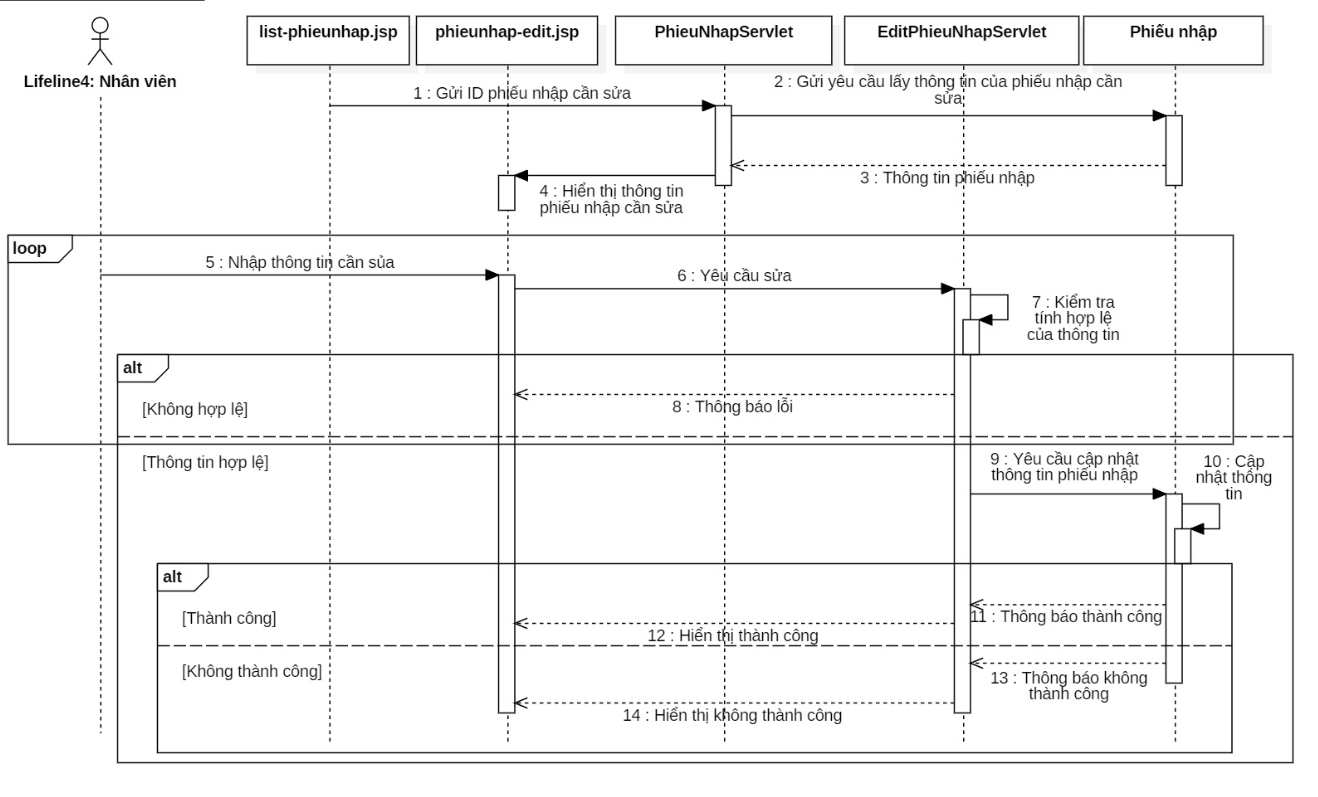 list-phieunhap.jsp
phieunhap-edit.jsp
PhieuNhapServlet
EditPhieuNhapServlet
Phiếu nhập
Lifeline4: Nhân viên
1 : Gửi ID phiếu nhập cần sửa
2 : Gửi yêu cầu lấy thông tin của phiếu nhập cần
sửa
3 : Thông tin phiếu nhập
4 : Hiển thị thông tin
phiếu nhập cần sửa
loop
5 : Nhập thông tin cần sủa
6 : Yêu cầu sửa
7 : Kiểm tra
tính hợp lệ
của thông tin
alt
[Không hợp lệ]
8 : Thông báo lỗi
[Thông tin hợp lệ]
9 : Yêu cầu cập nhật
thông tin phiếu nhập
10 : Cập
nhật thông
tin
alt
[Thành công]
11 : Thông báo thành công
12 : Hiển thị thành công
[Không thành công]
13 : Thông báo không
thành công
14 : Hiển thị không thành công